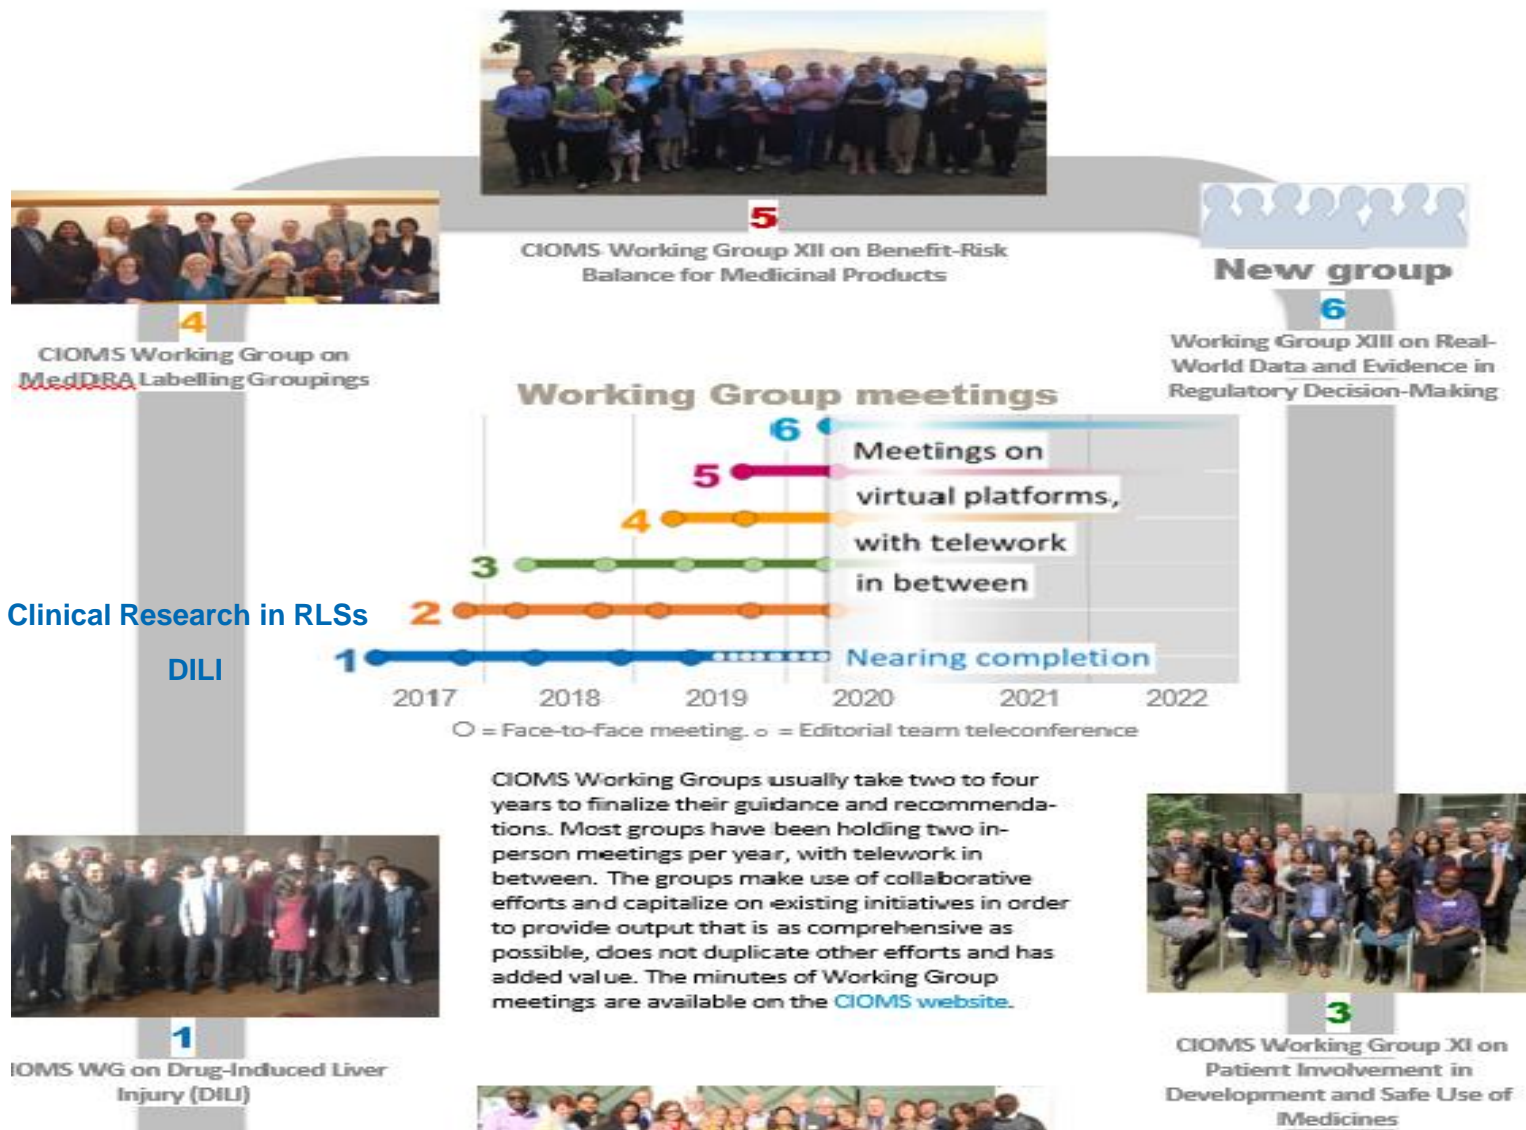 5
CIOMS Working Group XII on Benefit-Risk
Balance for Medicinal Products
New group
6
Working Group XIII on Real-
World Data and Evidence in
Regulatory Decision-Making
4
CIOMS Working Group on
MedDRA Labelling Groupings
Working Group meetings
6
5
4
3
2
1
Meetings on
virtual platforms,
with telework
in between
Nearing completion
Clinical Research in RLSs
DILI
2017 2018 2019 2020 2021 2022
O = Face-to-Face meeting. o = Editorial team teleconference
CIOMS Working Groups usually take two to four
years to finalize their guidance and recommenda-
tions. Most groups have been holding two in-
person meetings per year, with telework in
between. The groups make use of collaborative
efforts and capitalize on existing initiatives in order
to provide output that is as comprehensive as
possible, does not duplicate other efforts and has
added value. The minutes of Working Group
meetings are available on the CIOMS website.
1
IOMS WG on Drug-Induced Liver
Injury (DILI)
3
CIOMS Working Group XI on
Patient Involvement in
Development and Safe Use of
Medicines